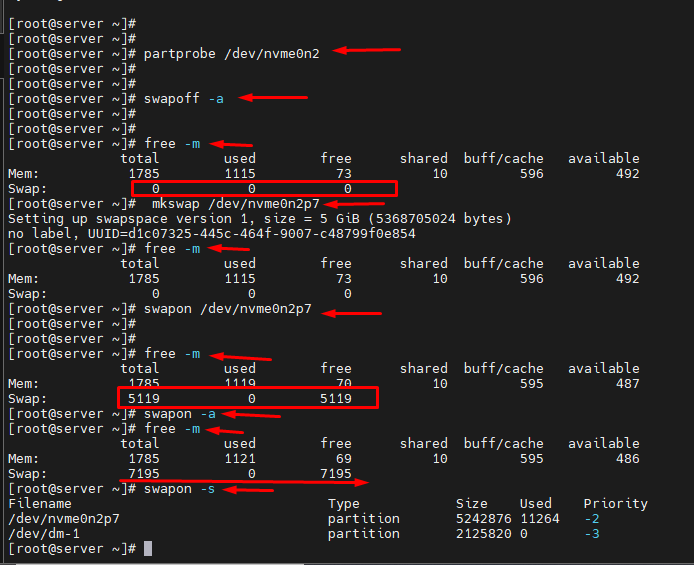 [root@server ~]#
[root@server ~]#
[root@server ~]# partprobe /dev/nvme0n2
[root@server ~]#
[root@server ~]#
[root@server ~]# swapoff -a
[root@server ~]#
[root@server ~]#
[root@server ~]# free -m
total used free shared buff/cache available
Mem: 1785 1115 73 10 596 492
Swap: 0 0 0
[root@server ~]#  mkswap /dev/nvme0n2p7
Setting up swapspace version 1, size = 5 GiB (5368705024 bytes)
no label, UUID=d1c07325-445c-464f-9007-c48799f0e854
[root@server ~]# free -m
total used free shared buff/cache available
Mem: 1785 1115 73 10 596 492
Swap: 0 0 0
[root@server ~]# swapon /dev/nvme0n2p7
[root@server ~]#
[root@server ~]#
[root@server ~]# free -m
total used free shared buff/cache available
Mem: 1785 1119 70 10 595 487
Swap: 5119 0 5119
[root@server ~]# swapon -a
[root@server ~]# free -m
total used free shared buff/cache available
Mem: 1785 1121 69 10 595 486
Swap: 7195 0 7195
[root@server ~]# swapon -s
Filename Type Size Used Priority
/dev/nvme0n2p7 partition 5242876 11264 -2
/dev/dm-1 partition 2125820 0 -3
[root@server ~]#